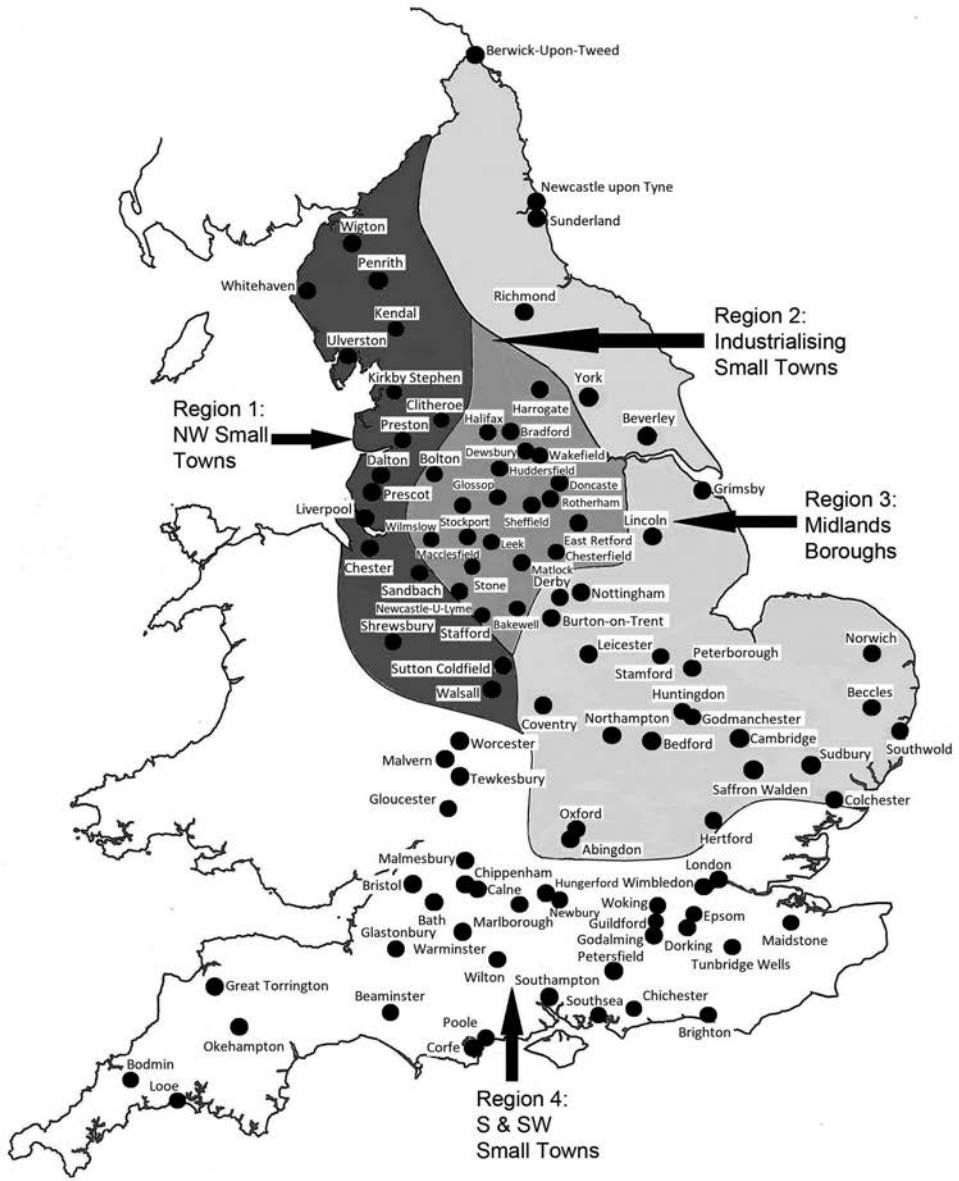 Berwick-Upon-Tweed
Newcastle upon Tyne
Sunderland
Wigton
Penrith
Whitehaven
Richmond
Kendal
Ulverston
Region 2:
Industrialising
Small Towns
Kirkby Stephen
York
Clitheroe
Harrogate
Region 1:
NW Small
Towns
Preston
Halifax
Bradford
Beverley
Dewsbury
Wakefield
Dalton
Bolton
Huddersfield
Glossop
Doncaste
Prescot
Rotherham
Grimsby
Region 3:
Midlands
Boroughs
Liverpool
Wilmslow
Stockport
Sheffield
Lincoln
East Retford
Leek
Macclesfield
Chesterfield
Chester
Matlock
Sandbach
Stone
Derby
Nottingham
Newcastle-U-Lyme
Bakewell
Burton-on-Trent
Shrewsbury
Stafford
Leicester
Peterborough
Norwich
Sutton Coldfield
Stamford
Walsall
Huntingdon
Beccles
Coventry
Northampton
Godmanchester
Worcester
Bedford
Cambridge
Southwold
Malvern
Sudbury
Tewkesbury
Saffron Walden
Gloucester
Colchester
Oxford
Hertford
Abingdon
Malmesbury
London
Chippenham
Bristol
Calne
Hungerford
Wimbledon
Bath
Marlborough
Newbury
Woking
Epsom
Glastonbury
Guildford
Maidstone
Warminster
Godalming
Dorking
Petersfield
Tunbridge Wells
Wilton
Great Torrington
Southampton
Beaminster
Southsea
Chichester
Okehampton
Poole
Brighton
Corfe
Bodmin
Looe
Region 4:
S & SW
Small Towns